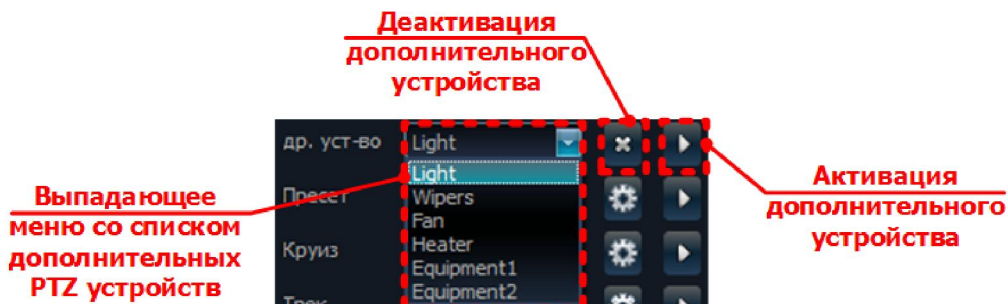 Деактивация
дополнительного
устройства
др. уст-во
Light
Light
Пресет
Wipers
Fan
Круиз
Heater
Equipment1
Трек
Equipment2
Выпадающее
меню со списком
дополнительных
PTZ устройств
Активация
дополнительного
устройства